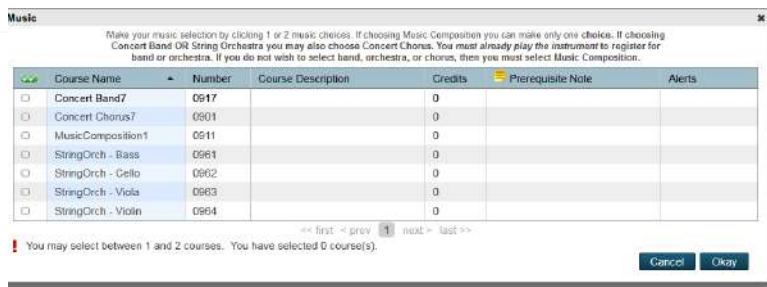 Music
Make your music selection by clicking 1 or 2 music choices. If choosing Music Composition you can make only one choice. If choosing
Concert Band OR String Orchestra you may also choose Concert Chorus. You must already play the instrument to register for
band or orchestra. If you do not wish to select band, orchestra, or chorus, then you must select Music Composition.
Course Name Number Course Description Credits Prerequisite Note Alerts
Concert Band7 0917 0
Concert Chorus7 0901 0
MusicComposition1 0911 0
StringOrch - Bass 0961 0
StringOrch - Cello 0962 0
StringOrch - Viola 0963 0
StringOrch - Violin 0964 0
<< first < prev 1 next > last >>
! You may select between 1 and 2 courses. You have selected 0 course(s).
Cancel Okay